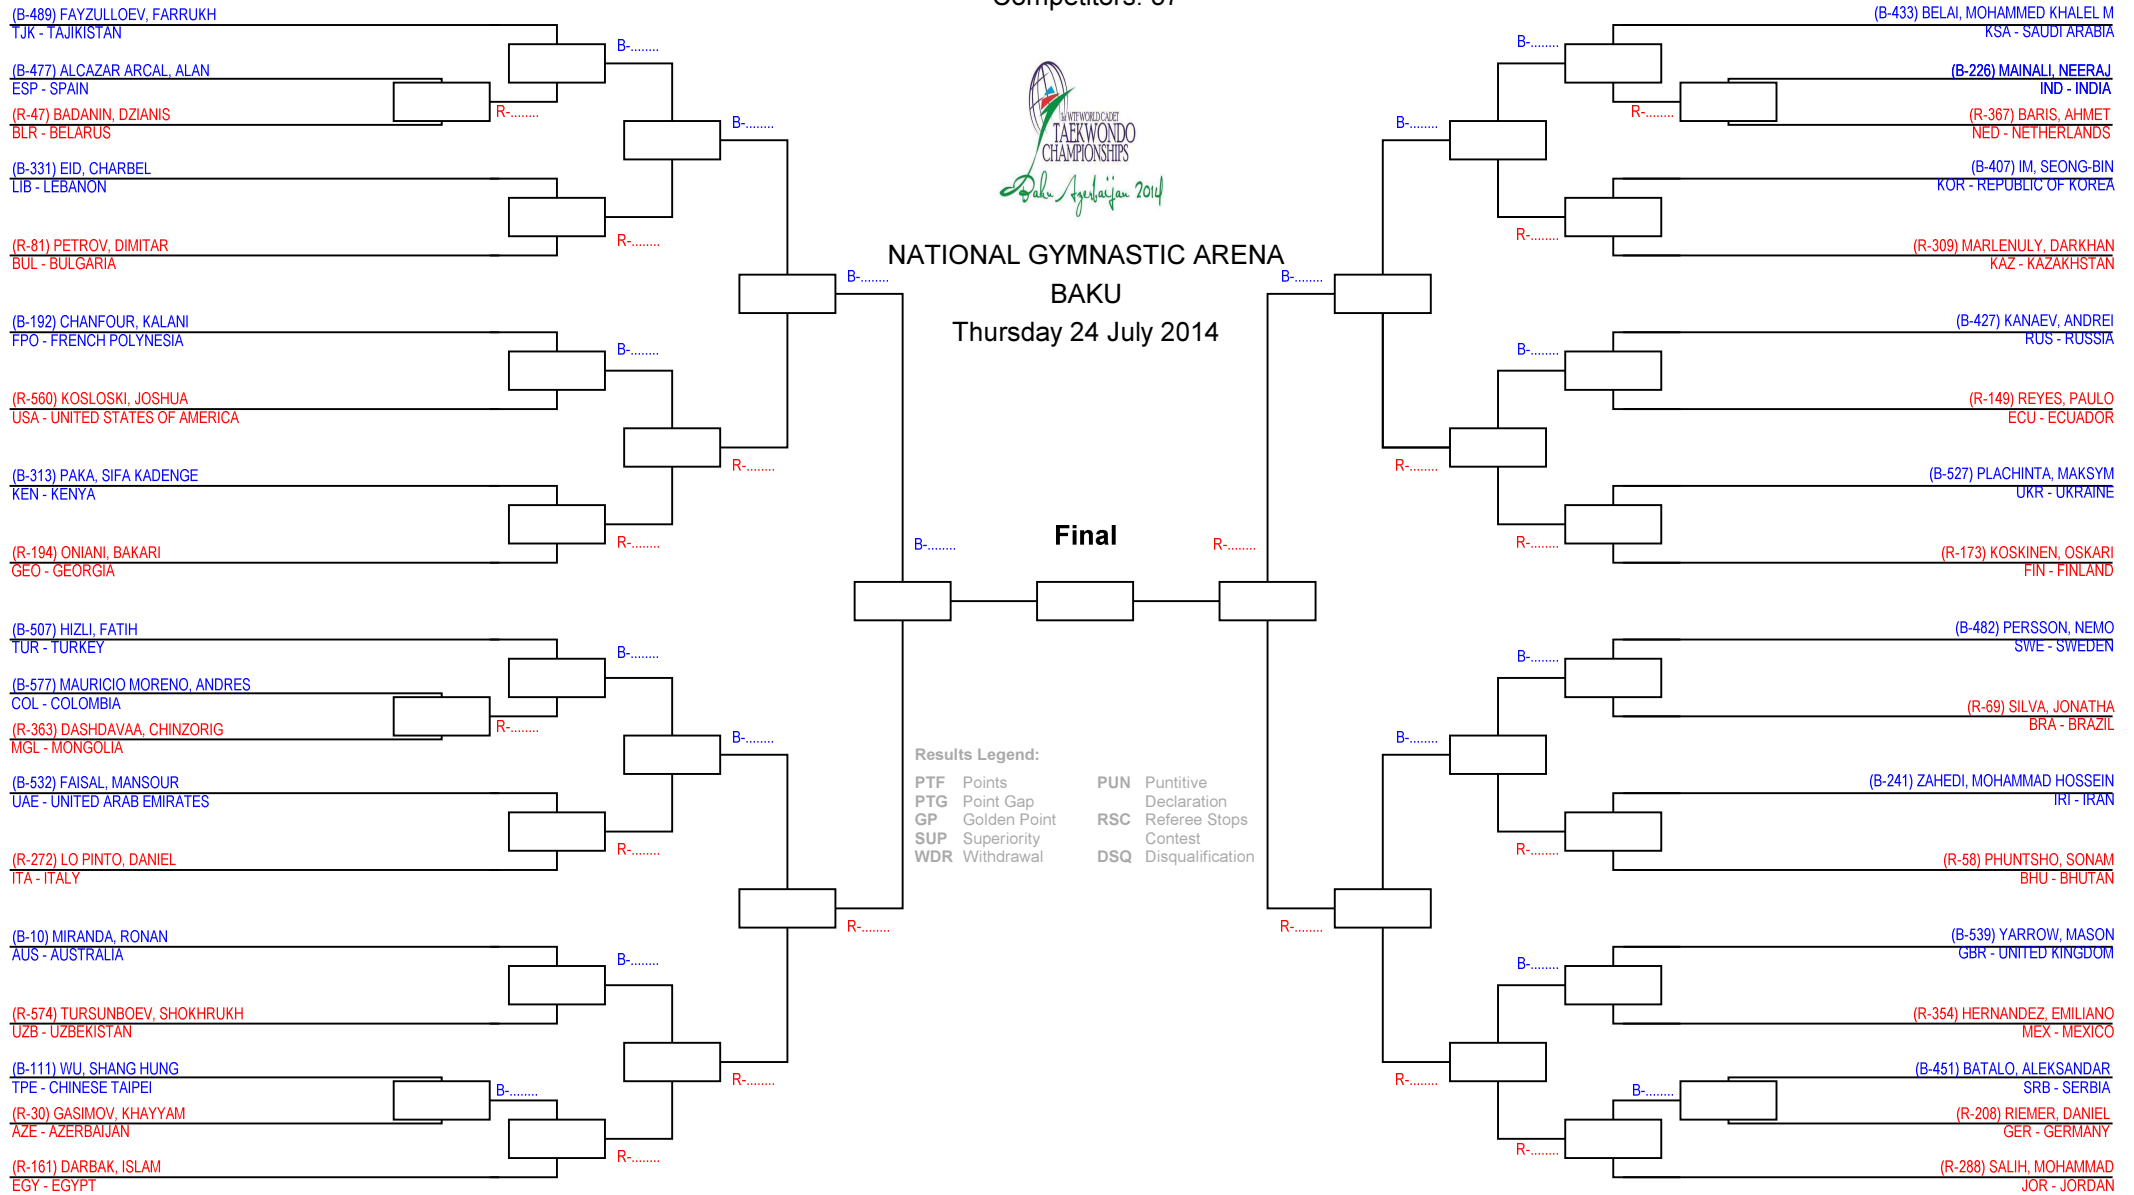 Competitors: 37
(B-489) FAYZULLOEV, FARRUKH
TJK - TAJIKISTAN
B-........
(B-477) ALCAZAR ARCAL, ALAN
ESP - SPAIN
(R-47) BADANIN, DZIANIS
BLR - BELARUS
R-........
B-........
(B-331) EID, CHARBEL
LIB - LEBANON
(R-81) PETROV, DIMITAR
BUL - BULGARIA
R-........
B-........
(B-192) CHANFOUR, KALANI
FPO - FRENCH POLYNESIA
B-........
(R-560) KOSLOSKI, JOSHUA
USA - UNITED STATES OF AMERICA
R-........
(B-313) PAKA, SIFA KADENGE
KEN - KENYA
R-........
(R-194) ONIANI, BAKARI
GEO - GEORGIA
B-........
(B-507) HIZLI, FATIH
TUR - TURKEY
B-........
(B-577) MAURICIO MORENO, ANDRES
COL - COLOMBIA
(R-363) DASHDAVAA, CHINZORIG
MGL - MONGOLIA
R-........
B-........
(B-532) FAISAL, MANSOUR
UAE - UNITED ARAB EMIRATES
(R-272) LO PINTO, DANIEL
ITA - ITALY
R-........
R-........
(B-10) MIRANDA, RONAN
AUS - AUSTRALIA
B-........
(R-574) TURSUNBOEV, SHOKHRUKH
UZB - UZBEKISTAN
R-........
(B-111) WU, SHANG HUNG
TPE - CHINESE TAIPEI
B-........
(R-30) GASIMOV, KHAYYAM
AZE - AZERBAIJAN
(R-161) DARBAK, ISLAM
EGY - EGYPT
R-........
1st WTF WORLD CADET
TAEKWONDO
CHAMPIONSHIPS
Baku Azerbaijan 2014
NATIONAL GYMNASTIC ARENA
BAKU
Thursday 24 July 2014
Final
Results Legend:
PTF Points
PTG Point Gap
GP Golden Point
SUP Superiority
WDR Withdrawal
PUN Puntitive
Declaration
RSC Referee Stops
Contest
DSQ Disqualification
(B-433) BELAI, MOHAMMED KHALEL M
KSA - SAUDI ARABIA
B-........
(B-226) MAINALI, NEERAJ
IND - INDIA
R-........
(R-367) BARIS, AHMET
NED - NETHERLANDS
B-........
(B-407) IM, SEONG-BIN
KOR - REPUBLIC OF KOREA
R-........
(R-309) MARLENULY, DARKHAN
KAZ - KAZAKHSTAN
B-........
(B-427) KANAEV, ANDREI
RUS - RUSSIA
B-........
(R-149) REYES, PAULO
ECU - ECUADOR
R-........
(B-527) PLACHINTA, MAKSYM
UKR - UKRAINE
R-........
(R-173) KOSKINEN, OSKARI
FIN - FINLAND
R-........
(B-482) PERSSON, NEMO
SWE - SWEDEN
B-........
(R-69) SILVA, JONATHA
BRA - BRAZIL
B-........
(B-241) ZAHEDI, MOHAMMAD HOSSEIN
IRI - IRAN
R-........
(R-58) PHUNTSHO, SONAM
BHU - BHUTAN
R-........
(B-539) YARROW, MASON
GBR - UNITED KINGDOM
B-........
(R-354) HERNANDEZ, EMILIANO
MEX - MEXICO
R-........
(B-451) BATALO, ALEKSANDAR
SRB - SERBIA
B-........
(R-208) RIEMER, DANIEL
GER - GERMANY
R-........
(R-288) SALIH, MOHAMMAD
JOR - JORDAN